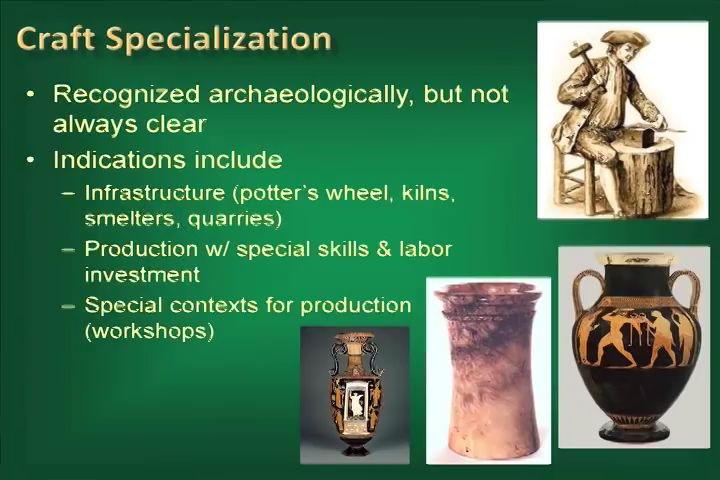 Craft Specialization
• Recognized archaeologically, but not
always clear
• Indications include
– Infrastructure (potter's wheel, kilns,
smelters, quarries)
– Production w/ special skills & labor
investment
– Special contexts for production
(workshops)